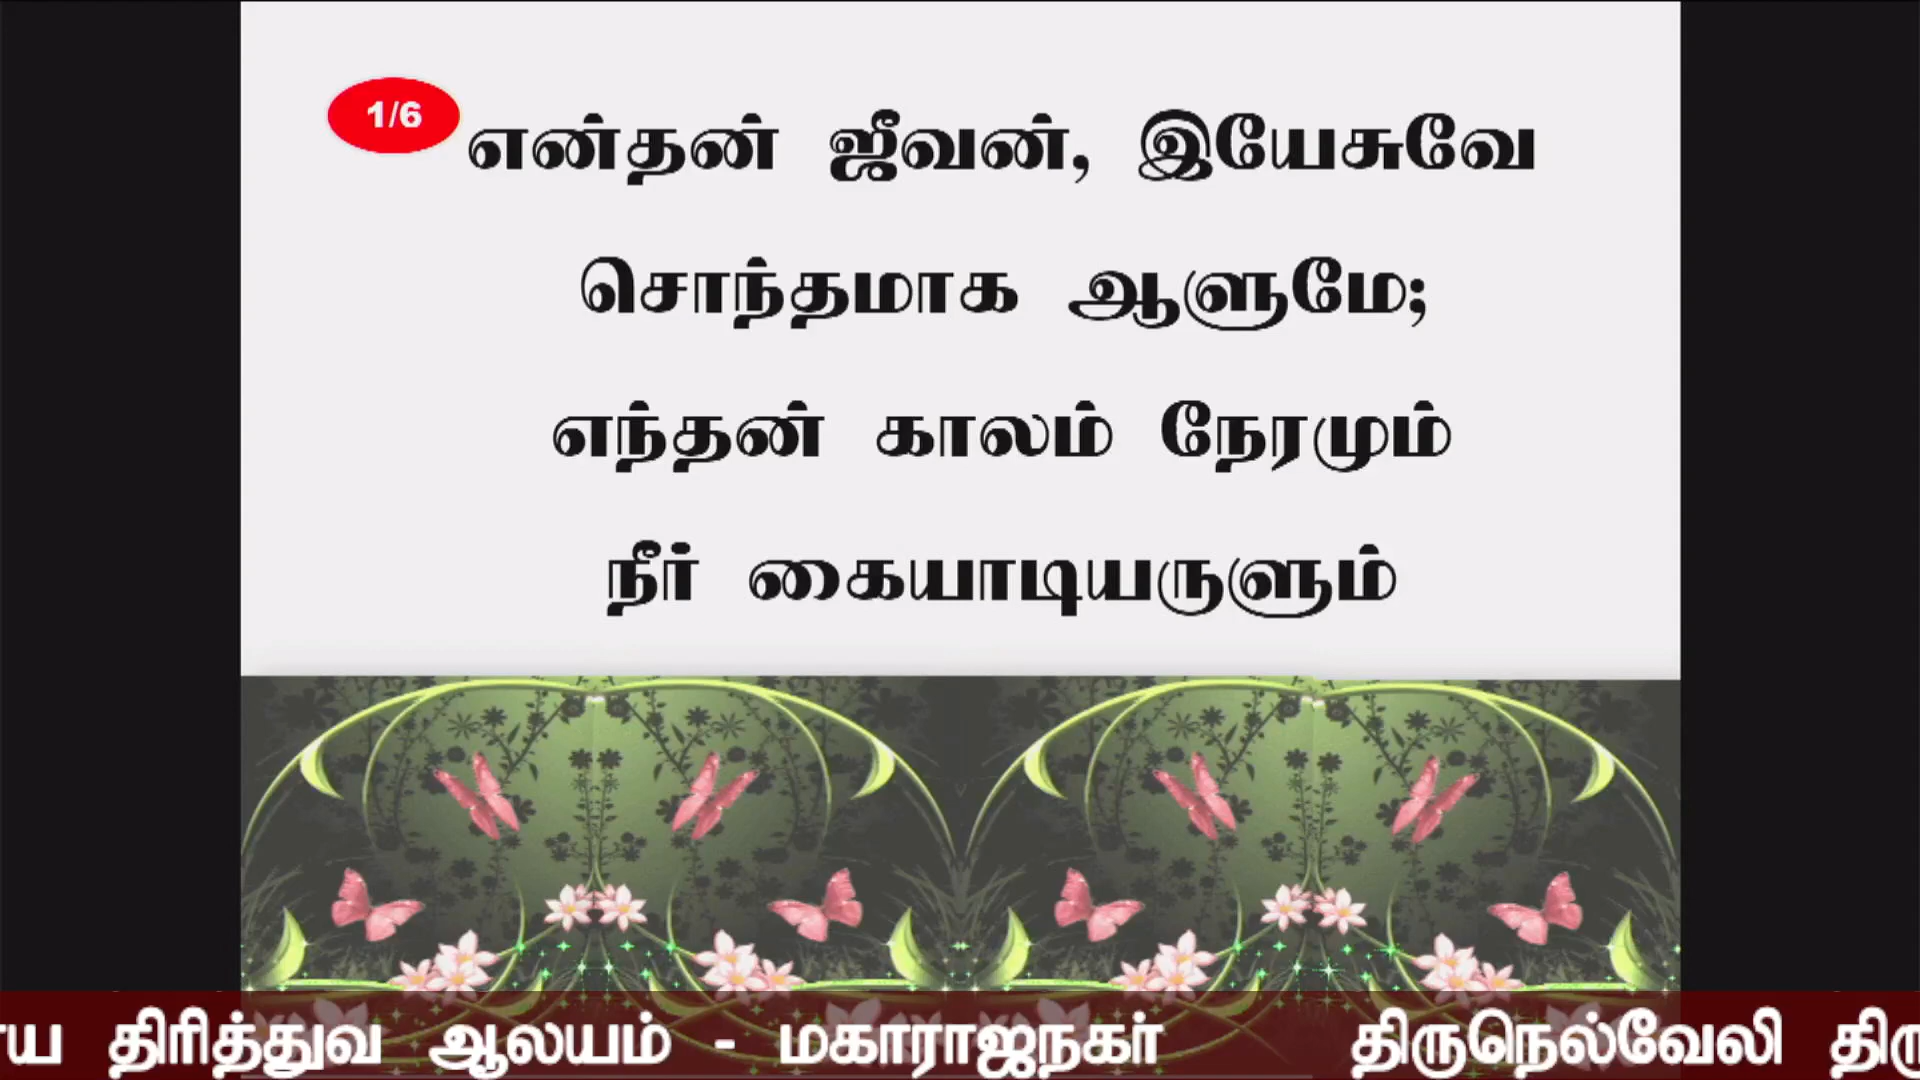 1/6
என்தன் ஜீவன், இயேசுவே
சொந்தமாக ஆளுமே;
எந்தன் காலம் நேரமும்
நீர் கையாடியருளும்
திரித்துவ ஆலயம் - மகாராஜநகர் திருநெல்வேலி